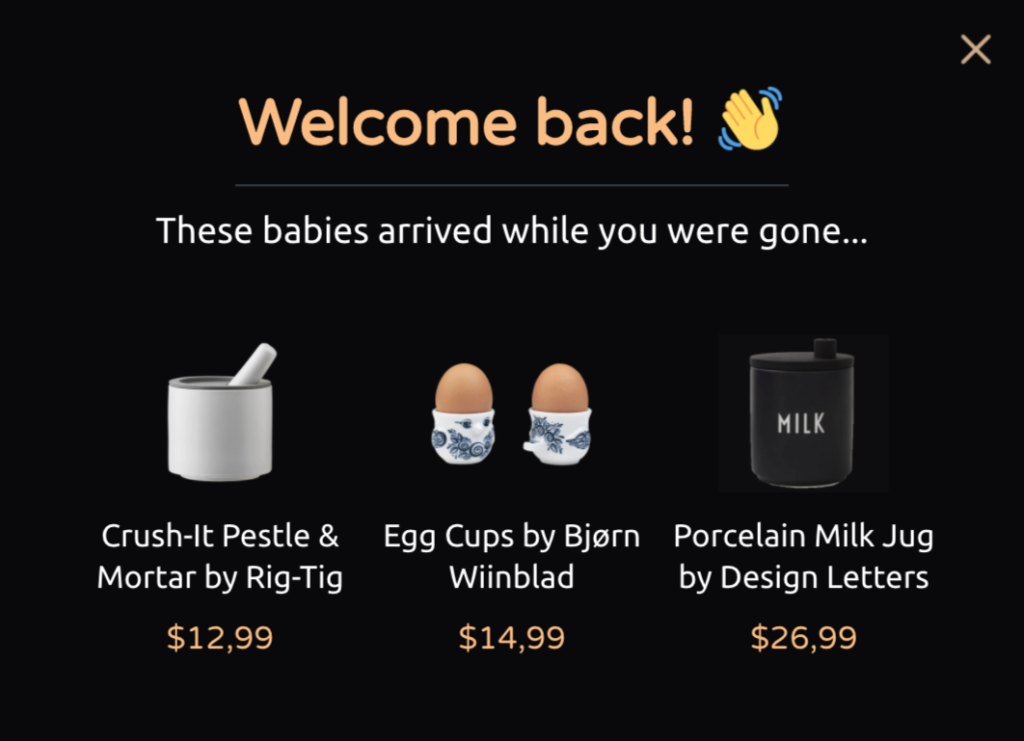 Welcome back! 👋
These babies arrived while you were gone...
Crush-It Pestle &
Mortar by Rig-Tig
$12,99
Egg Cups by Bjørn
Wiinblad
$14,99
MILK
Porcelain Milk Jug
by Design Letters
$26,99